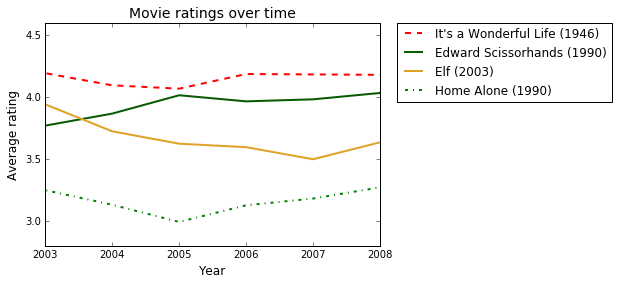 Movie ratings over time
It's a Wonderful Life (1946)
Edward Scissorhands (1990)
Elf (2003)
Home Alone (1990)
Average rating
4.5
4.0
3.5
3.0
2003 2004 2005 2006 2007 2008
Year